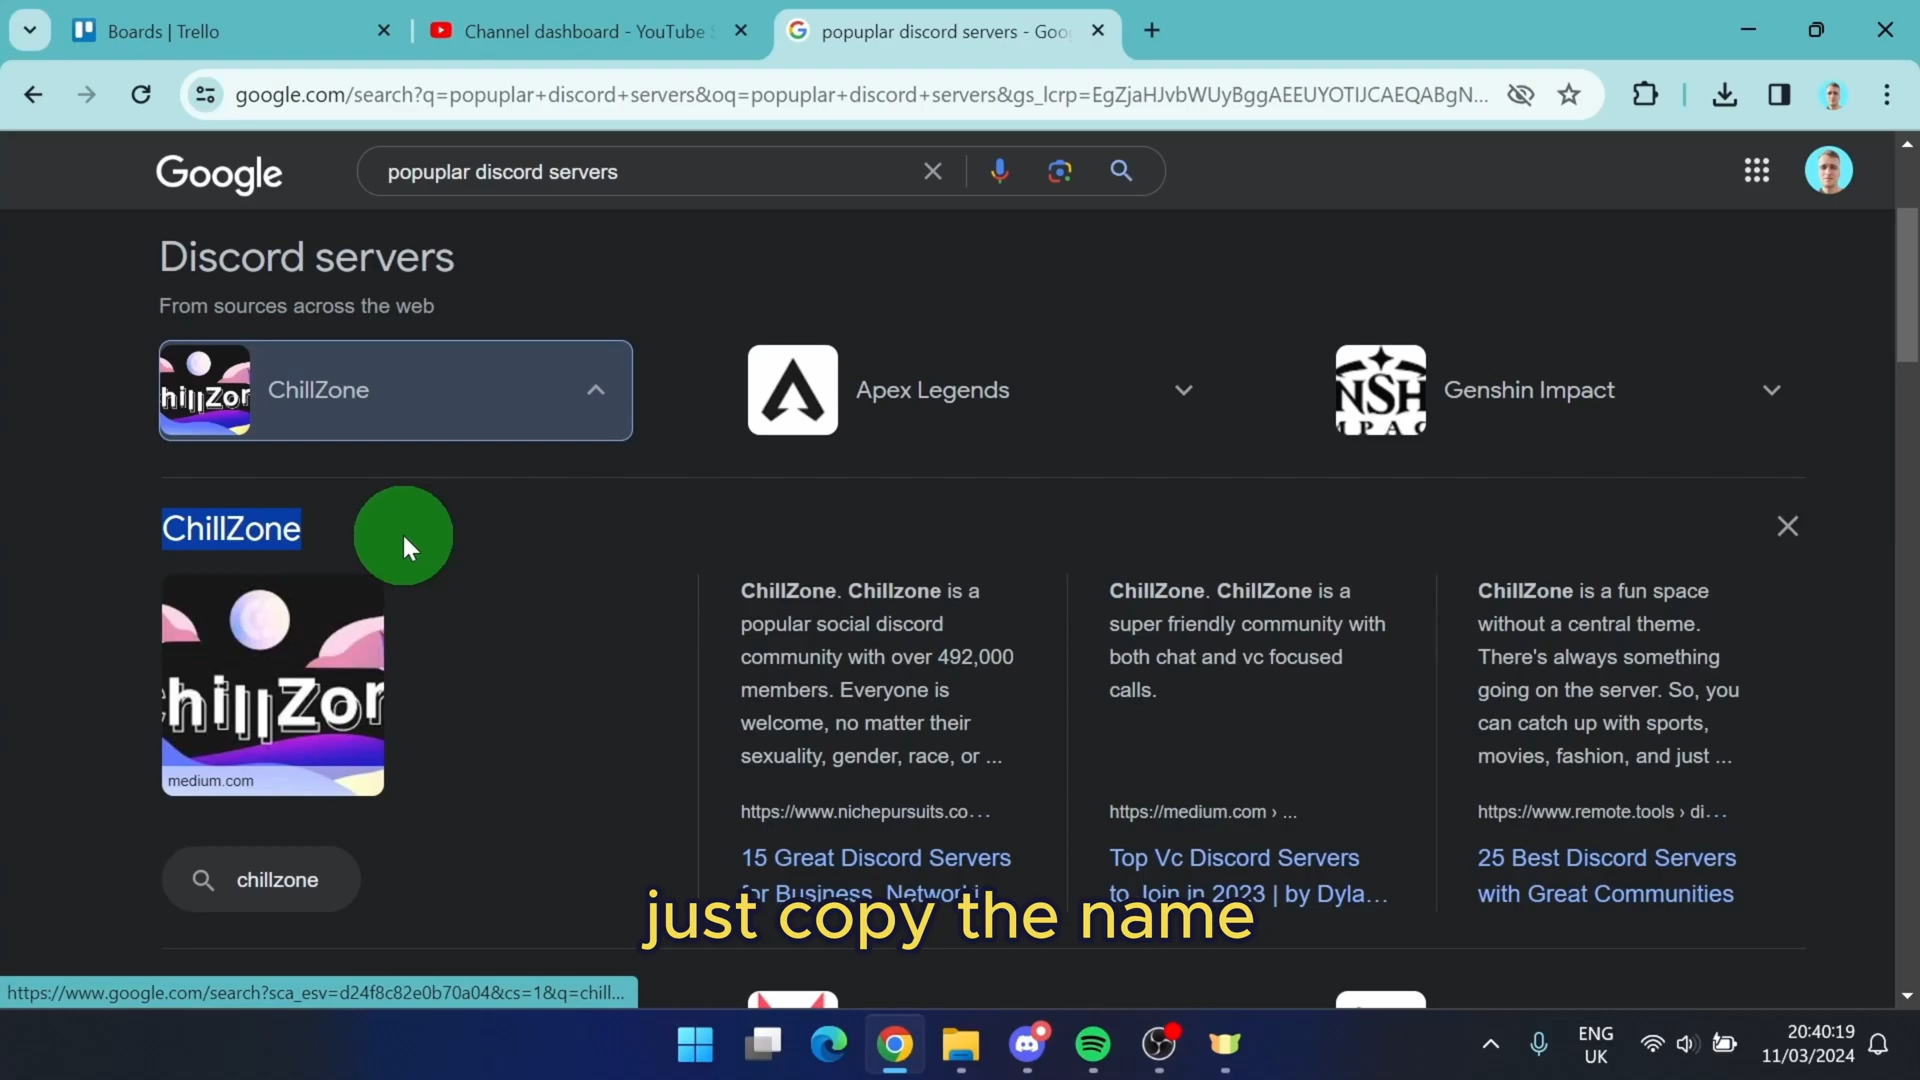 Boards | Trello
Channel dashboard - YouTube S
popuplar discord servers - Goo
google.com/search?q=popuplar+discord+servers&oq=popuplar+discord+servers&gs_lcrp=EgZjaHJvbWUyBggAEEUYOTIJCAEQABgN...
Google
popuplar discord servers
Discord servers
From sources across the web
hillZor
ChillZone
Apex Legends
NSH
MPAC
Genshin Impact
ChillZone
ChillZone. Chillzone is a
popular social discord
community with over 492,000
members. Everyone is
welcome, no matter their
sexuality, gender, race, or ...
https://www.nichepursuits.co...
15 Great Discord Servers
for Business, Networki
ChillZone. ChillZone is a
super friendly community with
both chat and vc focused
calls.
https://medium.com › ...
Top Vc Discord Servers
to Join in 2023 | by Dyla...
ChillZone is a fun space
without a central theme.
There's always something
going on the server. So, you
can catch up with sports,
movies, fashion, and just ...
https://www.remote.tools › di...
25 Best Discord Servers
with Great Communities
hillZor
medium.com
chillzone
just copy the name
https://www.google.com/search?sca_esv=d24f8c82e0b70a04&cs=1&q=chill...
ENG
UK
20:40:19
11/03/2024